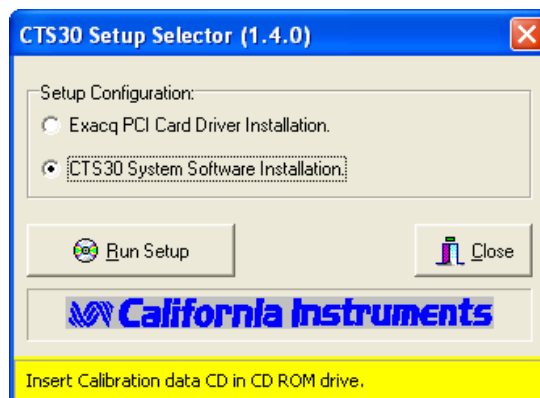 CTS30 Setup Selector (1.4.0)
Setup Configuration:
Exacq PCI Card Driver Installation.
CTS30 System Software Installation.
Run Setup
Close
California Instruments
Insert Calibration data CD in CD ROM drive.